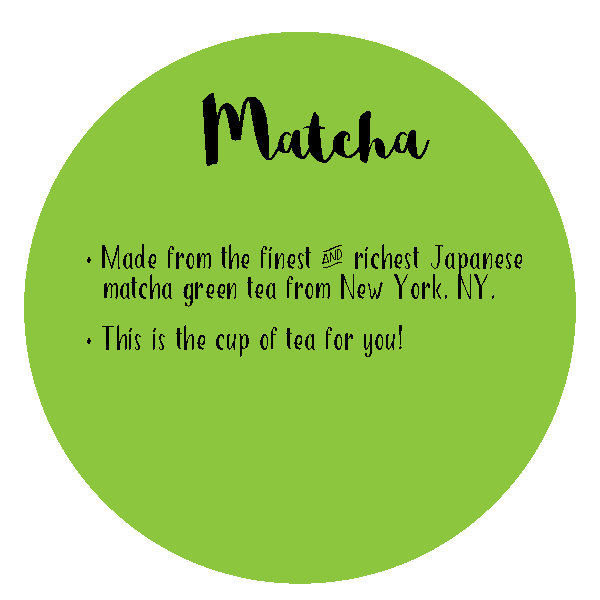 Matcha
• Made from the finest & richest Japanese
matcha green tea from New York, NY.
• This is the cup of tea for you!